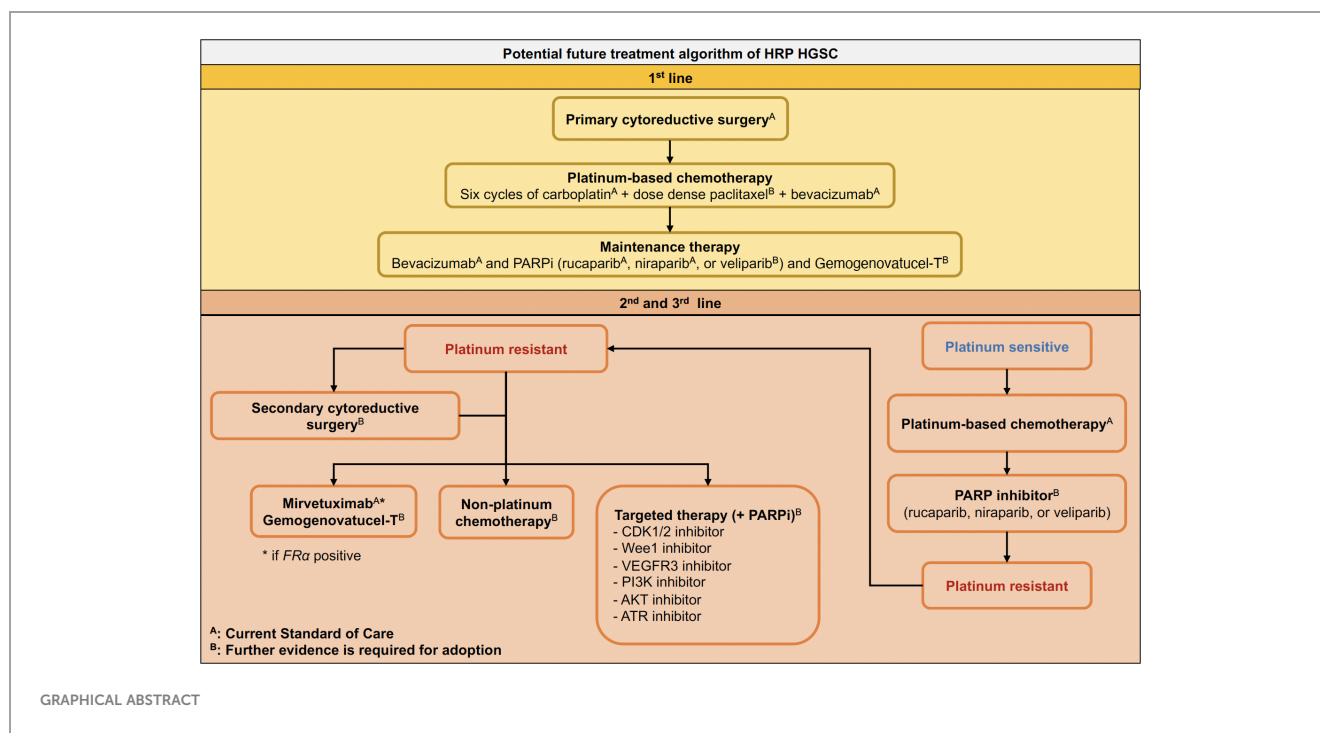 Potential future treatment algorithm of HRP HGSC
1st line
Primary cytoreductive surgeryA
Platinum-based chemotherapy
Six cycles of carboplatinA + dose dense paclitaxelB + bevacizumabA
Maintenance therapy
BevacizumabA and PARPi (rucaparibA, niraparibA, or veliparibB) and Gemogenovatucel-TB
2nd and 3rd line
Platinum resistant
Secondary cytoreductive
surgeryB
MirvetuximabA*
Gemogenovatucel-TB
* if FRα positive
Non-platinum
chemotherapyB
Targeted therapy (+ PARPi)B
- CDK1/2 inhibitor
- Wee1 inhibitor
- VEGFR3 inhibitor
- PI3K inhibitor
- AKT inhibitor
- ATR inhibitor
Platinum sensitive
Platinum-based chemotherapyA
PARP inhibitorB
(rucaparib, niraparib, or veliparib)
Platinum resistant
A: Current Standard of Care
B: Further evidence is required for adoption
GRAPHICAL ABSTRACT